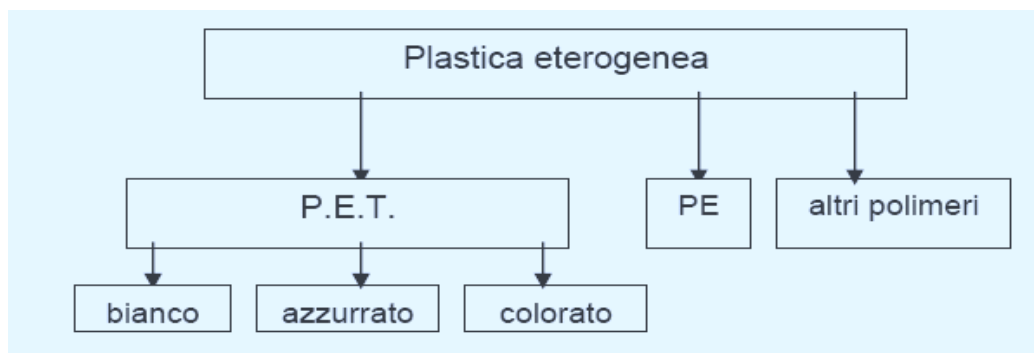 Plastica eterogenea
P.E.T.
PE
altri polimeri
bianco
azzurrato
colorato